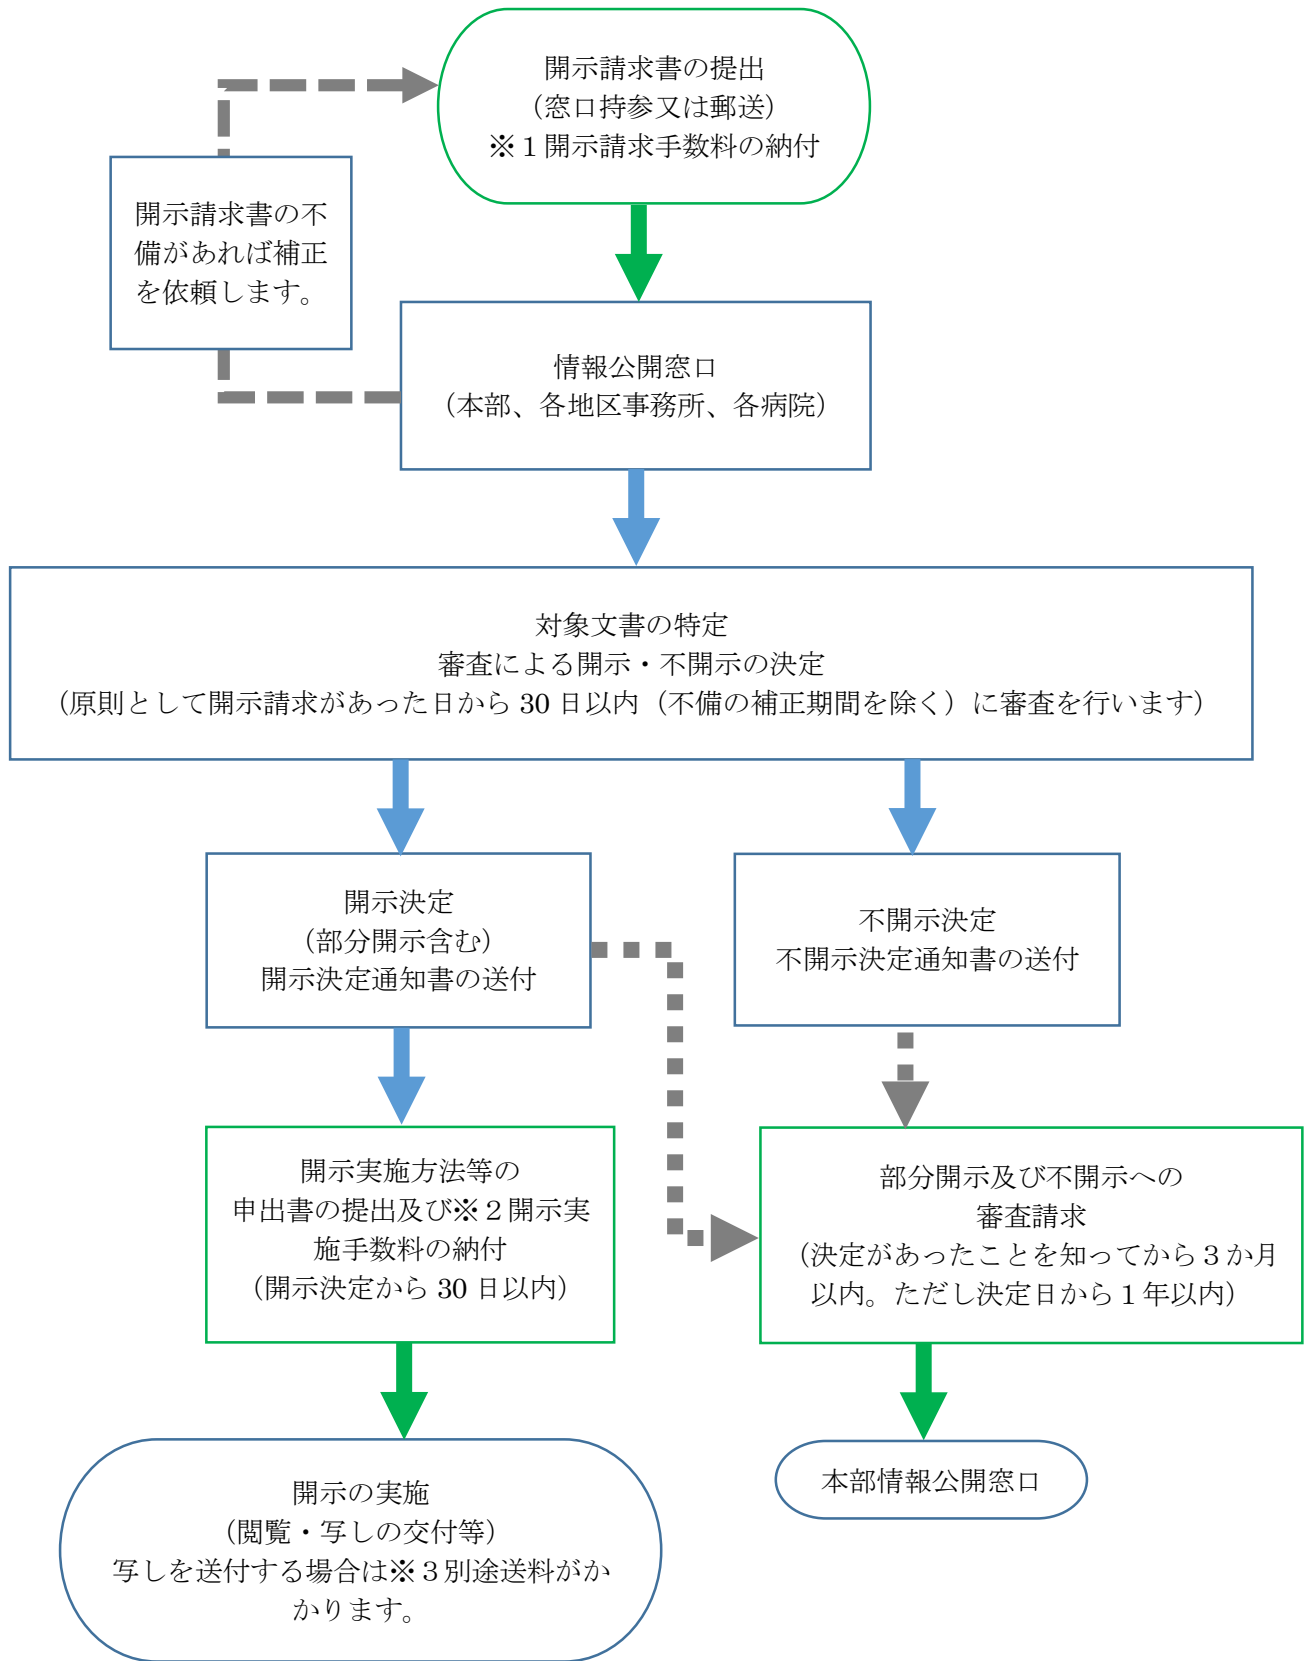 開示請求書の提出
（窓口持参又は郵送）
※１開示請求手数料の納付
開示請求書の不
備があれば補正
を依頼します。
情報公開窓口
（本部、各地区事務所、各病院）
対象文書の特定
審査による開示・不開示の決定
（原則として開示請求があった日から 30 日以内（不備の補正期間を除く）に審査を行います）
開示決定
（部分開示含む）
開示決定通知書の送付
不開示決定
不開示決定通知書の送付
開示実施方法等の
申出書の提出及び※２開示実
施手数料の納付
（開示決定から 30 日以内）
部分開示及び不開示への
審査請求
（決定があったことを知ってから３か月
以内。ただし決定日から１年以内）
開示の実施
（閲覧・写しの交付等）
写しを送付する場合は※３別途送料がか
かります。
本部情報公開窓口